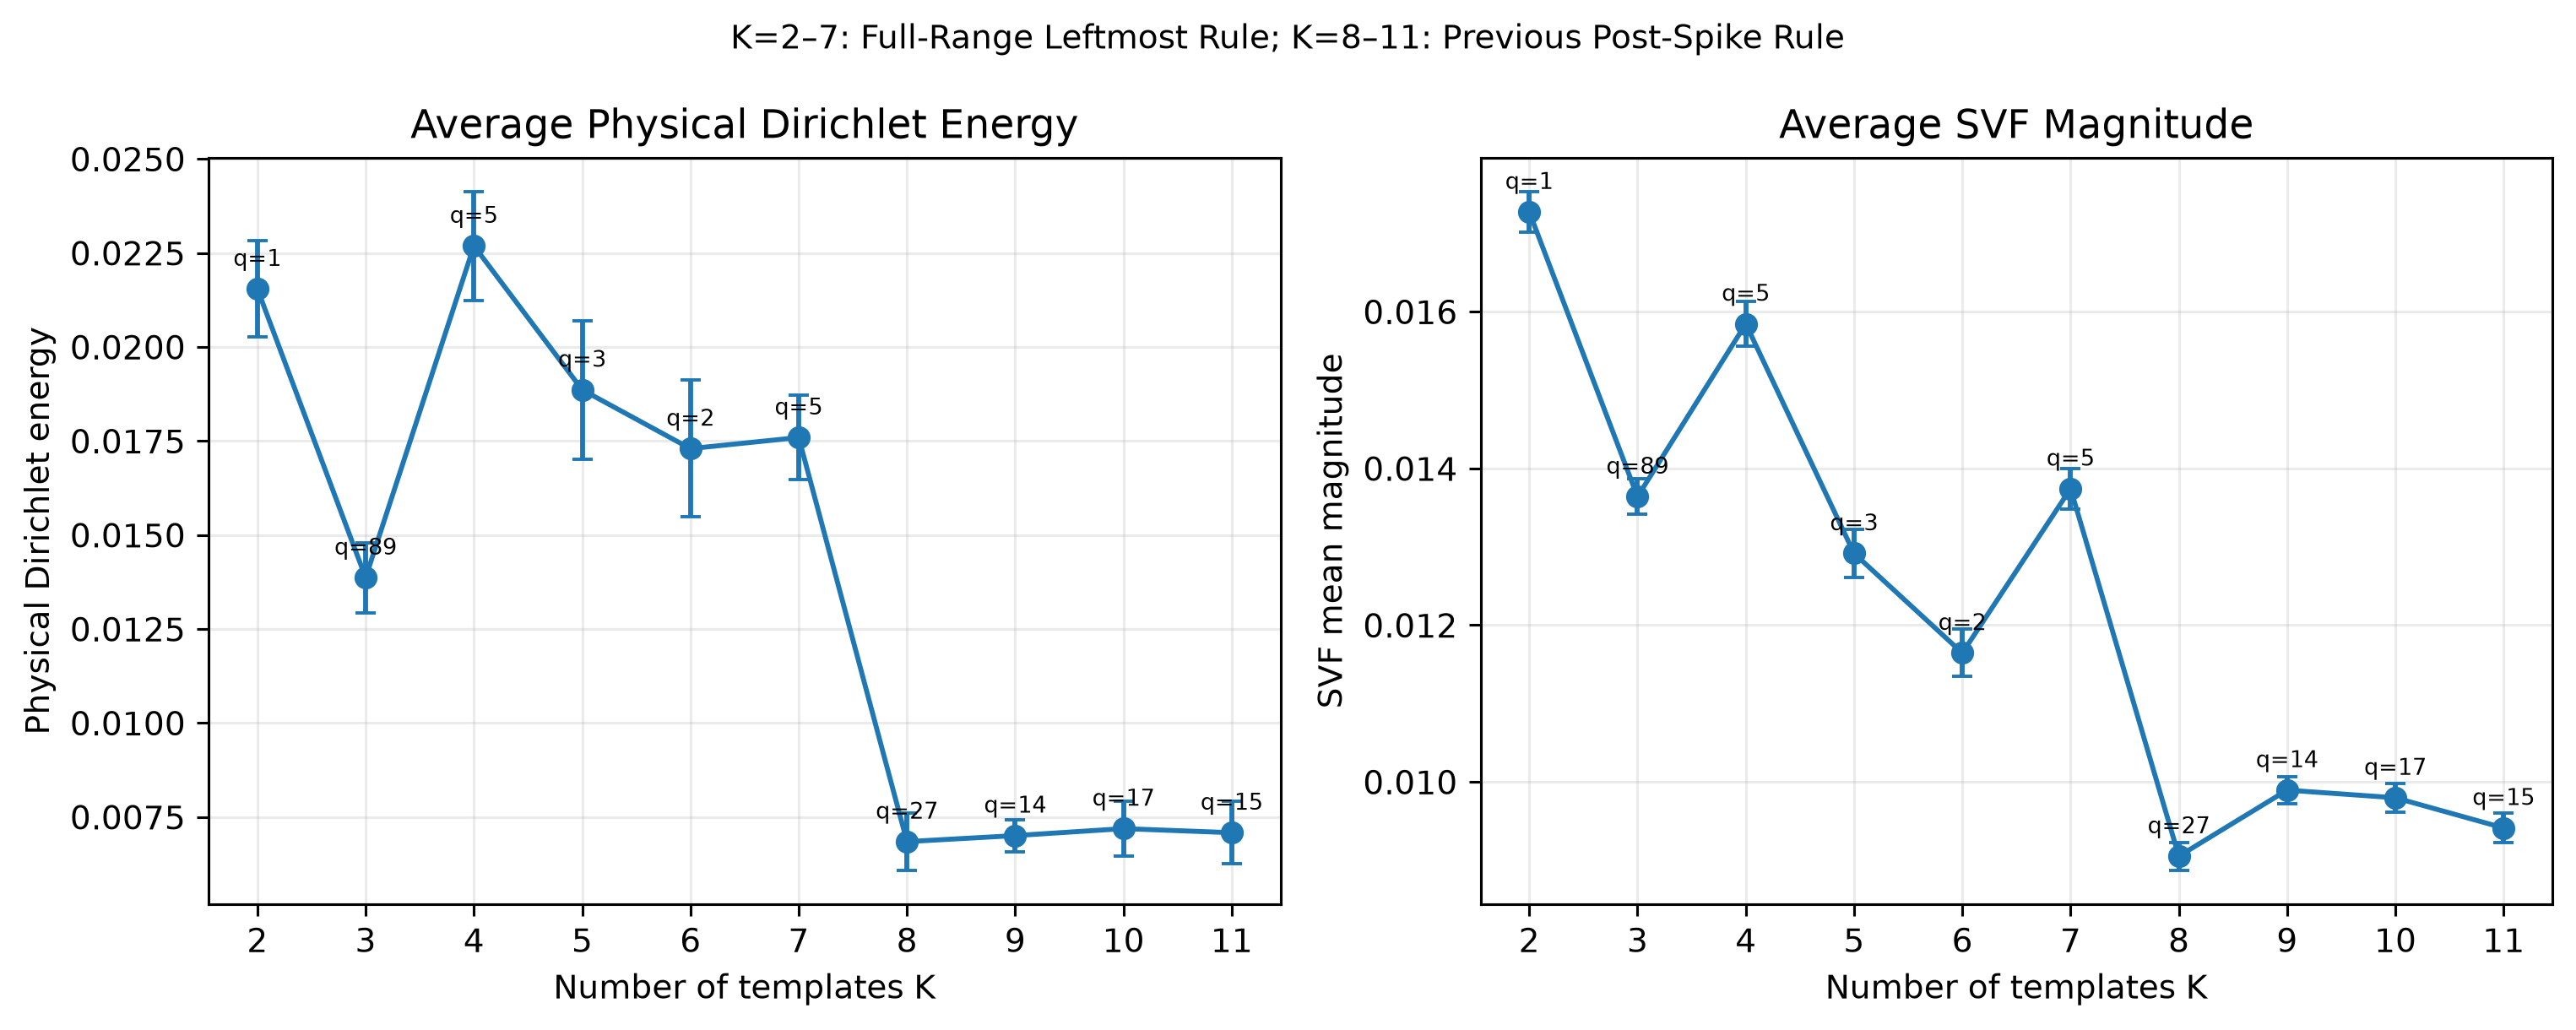 K=2–7: Full-Range Leftmost Rule; K=8–11: Previous Post-Spike Rule
Average Physical Dirichlet Energy
Physical Dirichlet energy
0.0250
0.0225
0.0200
0.0175
0.0150
0.0125
0.0100
0.0075
q=1
q=89
q=5
q=3
q=2
q=5
q=27
q=14
q=17
q=15
2 3 4 5 6 7 8 9 10 11
Number of templates K
Average SVF Magnitude
SVF mean magnitude
0.016
0.014
0.012
0.010
q=1
q=89
q=5
q=3
q=2
q=5
q=27
q=14
q=17
q=15
2 3 4 5 6 7 8 9 10 11
Number of templates K